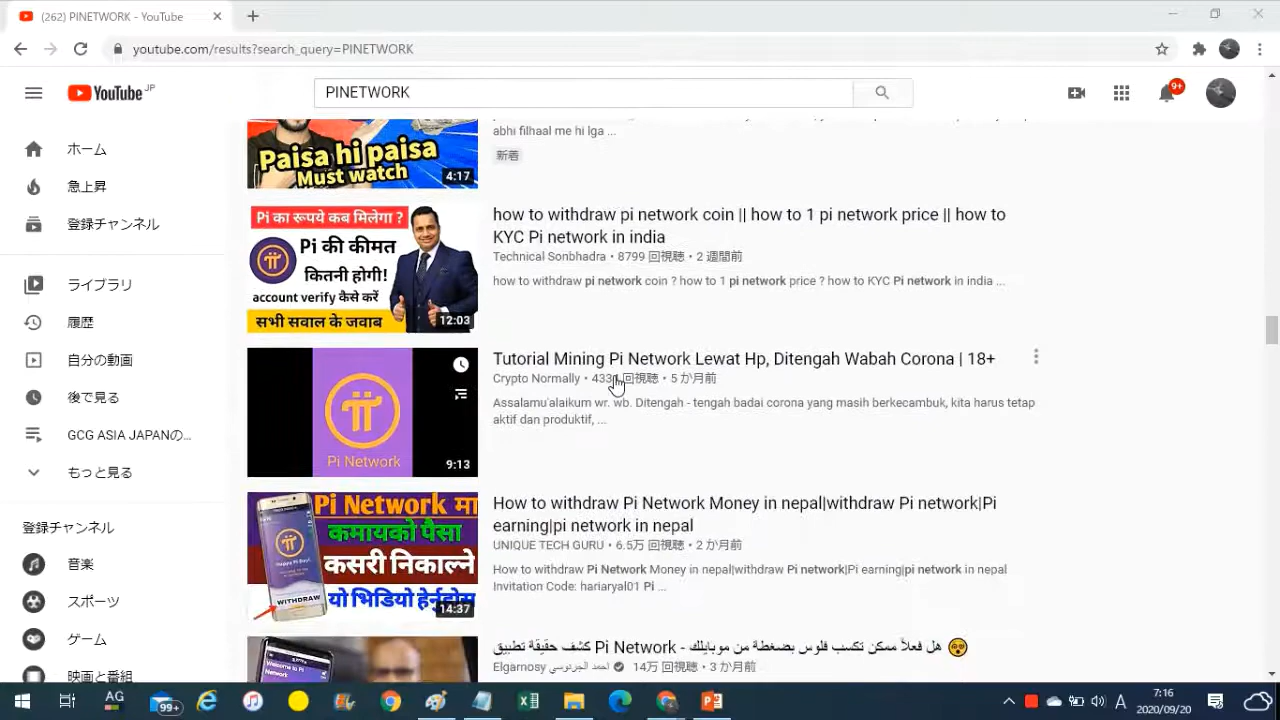 (262) PINETWORK - YouTube
youtube.com/results?search_query=PINETWORK
YouTube JP
PINETWORK
9+
ホーム
急上昇
登録チャンネル
ライブラリ
履歴
自分の動画
後で見る
GCG ASIA JAPANの...
もっと見る
登録チャンネル
音楽
スポーツ
ゲーム
映画と番組
Paisa hi paisa
Must watch
4:17
abhi filhaal me hi lga ...
新着
Pi का रूपये कब मिलेगा ?
Pi की कीमत
कितनी होगी!
account verify कैसे करें
सभी सवाल के जवाब
12:03
how to withdraw pi network coin || how to 1 pi network price || how to
KYC Pi network in india
Technical Sonbhadra・8799 回視聴・2 週間前
how to withdraw pi network coin ? how to 1 pi network price ? how to KYC Pi network in india ...
Pi Network
9:13
Tutorial Mining Pi Network Lewat Hp, Ditengah Wabah Corona | 18+
Crypto Normally・回視聴・5 か月前
Assalamu'alaikum wr. wb. Ditengah - tengah badai corona yang masih berkecambuk, kita harus tetap
aktif dan produktif, ...
Pi Network मा
कमायको पैसा
कसरी निकाल्ने
यो भिडियो हेर्नुहोस
WITHDRAW
14:37
How to withdraw Pi Network Money in nepal|withdraw Pi network|Pi
earning|pi network in nepal
UNIQUE TECH GURU・6.5万 回視聴・2 か月前
How to withdraw Pi Network Money in nepal|withdraw Pi network|Pi earning|pi network in nepal
Invitation Code: hariaryal01 Pi ...
Welcome to Pi
Network
هل فعلاً ممكن تكسب فلوس بضغطة من موبايلك - Pi Network كشف حقيقة تطبيق
Elgarnosy احمد الجرنوسي・14万 回視聴・3 か月前
AG
99+
A
7:16
2020/09/20